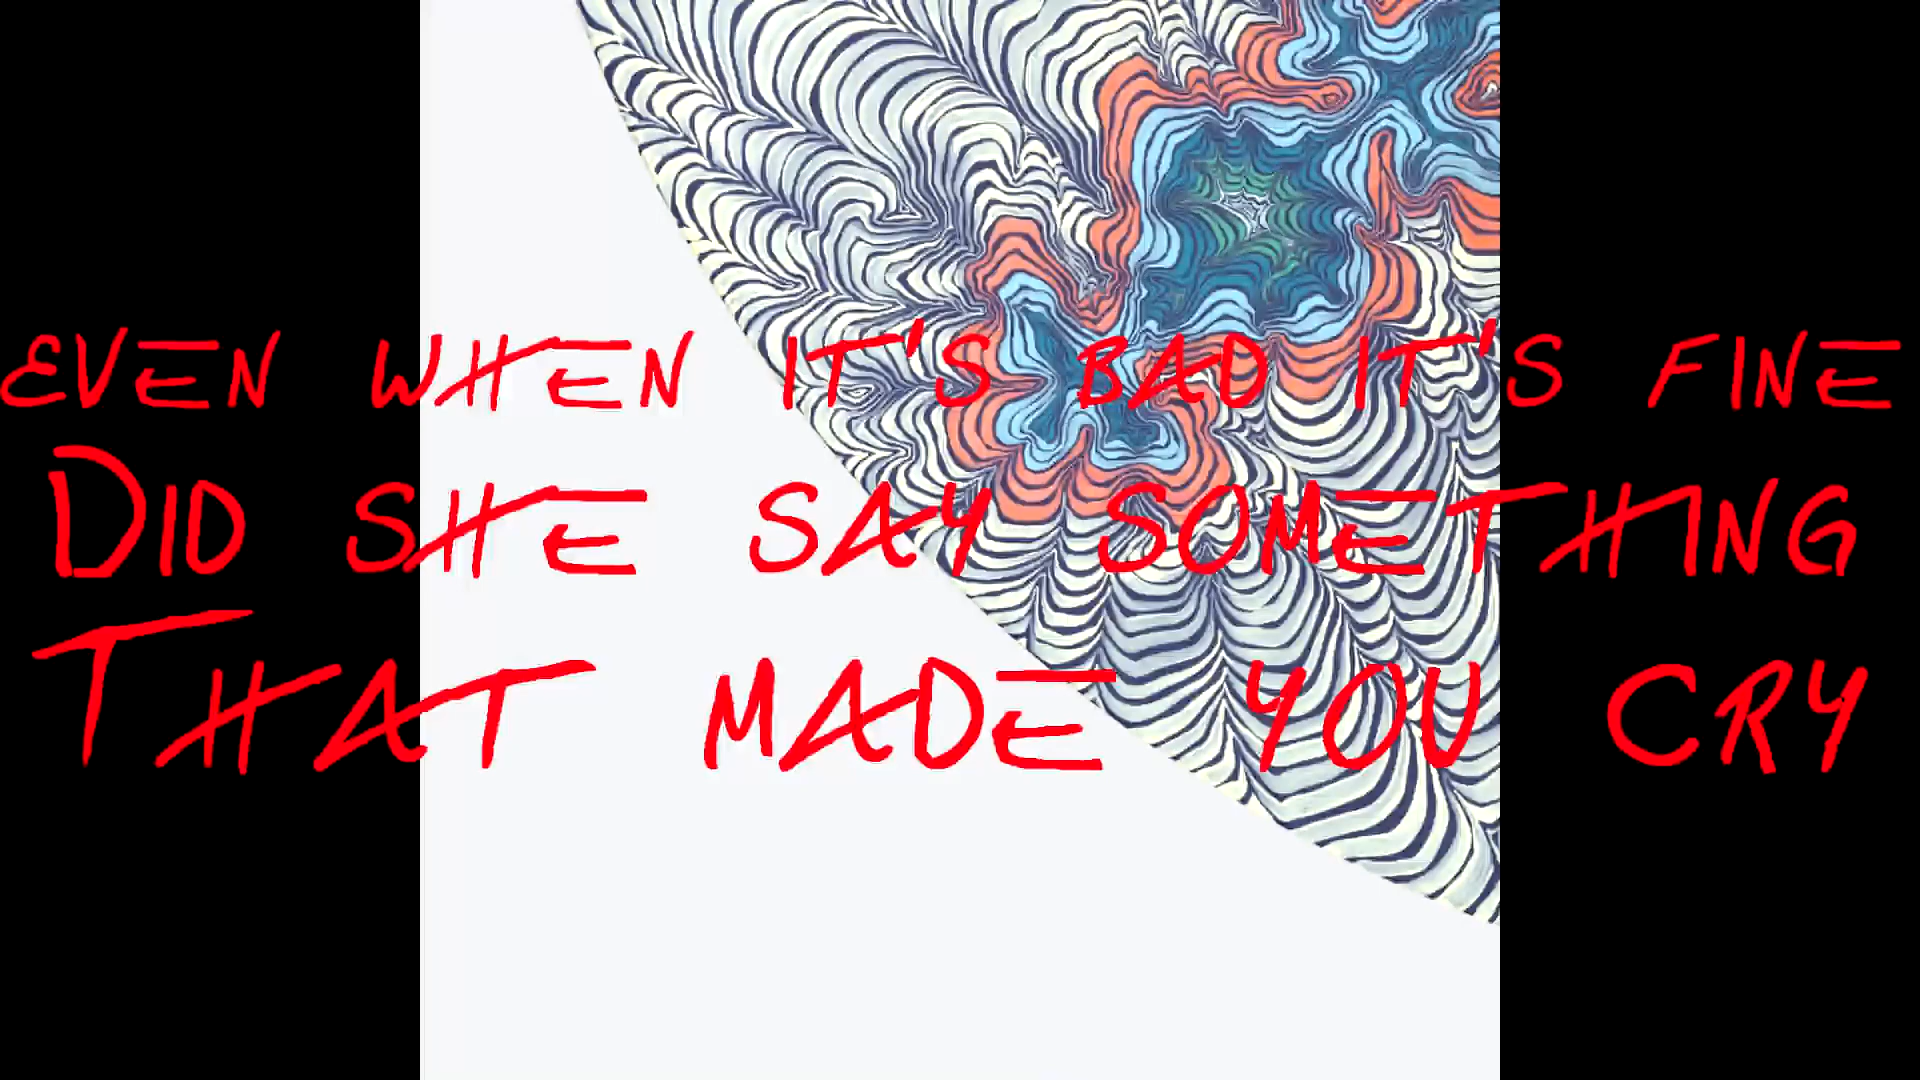 EVEN WHEN IT'S BAD IT'S FINE
DID SHE SAY SOMETHING
THAT MADE YOU CRY